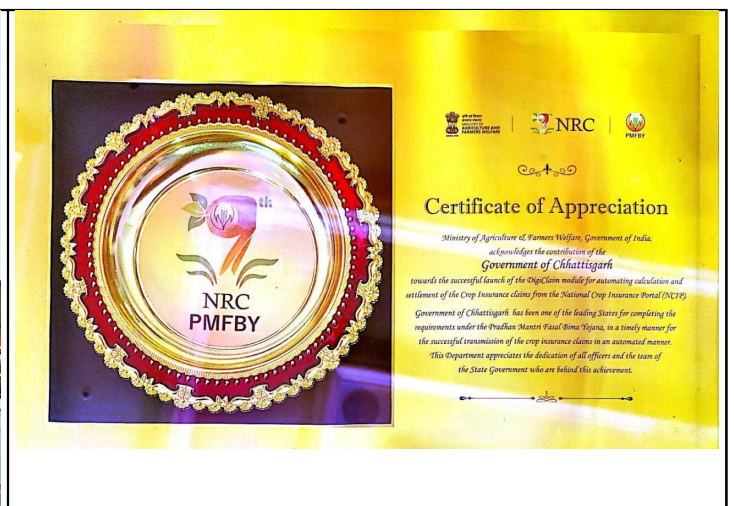 9th
NRC
PMFBY
MINISTRY OF
AGRICULTURE AND
FARMERS WELFARE
NRC
PMFBY
Certificate of Appreciation
Ministry of Agriculture & Farmers Welfare, Government of India,
acknowledges the contribution of the
Government of Chhattisgarh
towards the successful launch of the DigiClaim module for automating calculation and
settlement of the Crop Insurance claims from the National Crop Insurance Portal (NCIP).
Government of Chhattisgarh has been one of the leading States for completing the
requirements under the Pradhan Mantri Fasal Bima Yojana, in a timely manner for
the successful transmission of the crop insurance claims in an automated manner.
This Department appreciates the dedication of all officers and the team of
the State Government who are behind this achievement.